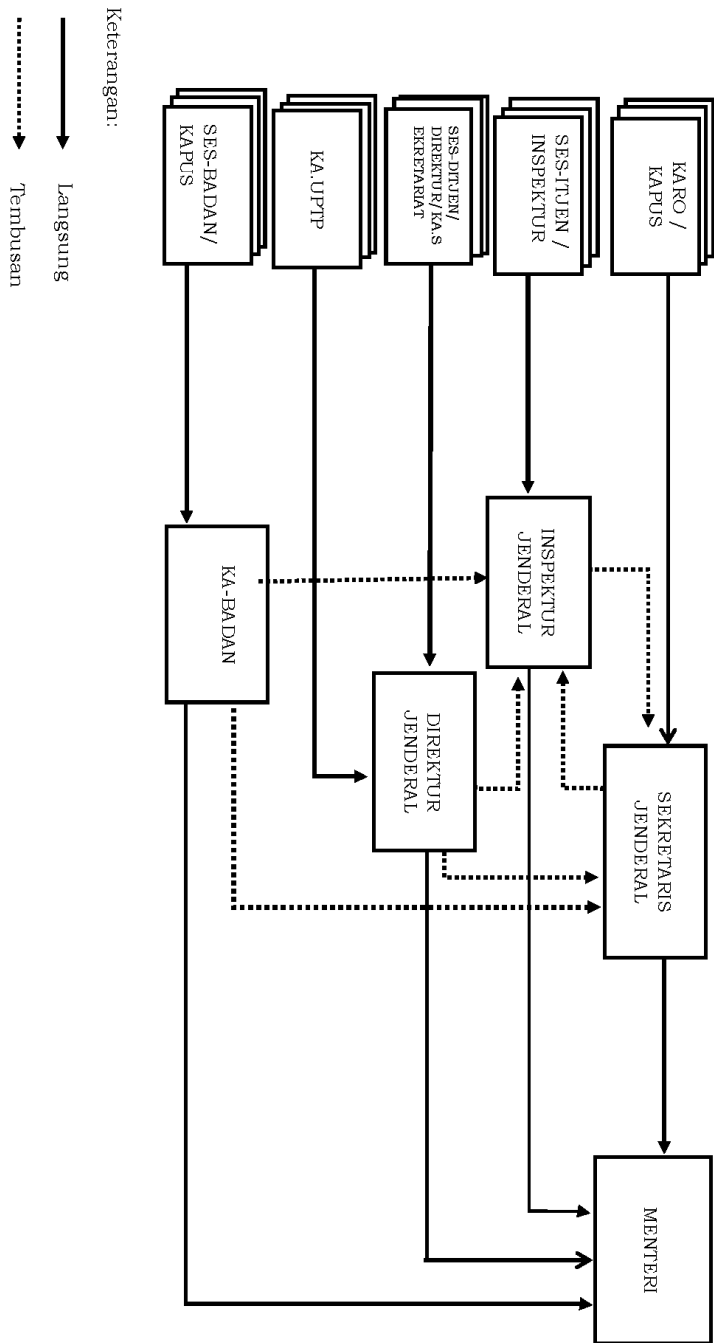 KARO /
KAPUS
SES-ITJEN /
INSPEKTUR
SES-DITJEN/
DIREKTUR/KA.S
EKRETARIAT
KA.UPTP
SES-BADAN/
KAPUS
INSPEKTUR
JENDERAL
KA-BADAN
DIREKTUR
JENDERAL
SEKRETARIS
JENDERAL
MENTERI
Keterangan:
Langsung
Tembusan